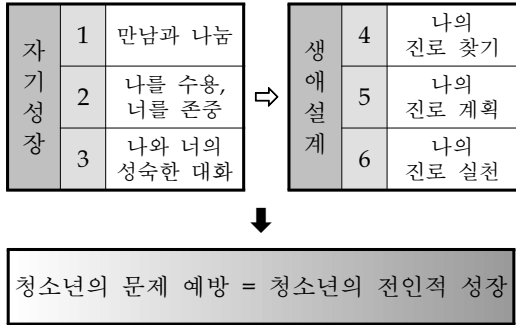 자기성장
1 만남과 나눔
2 나를 수용,
너를 존중
3 나와 너의
성숙한 대화
⇨
생애설계
4 나의
진로 찾기
5 나의
진로 계획
6 나의
진로 실천
청소년의 문제 예방 = 청소년의 전인적 성장